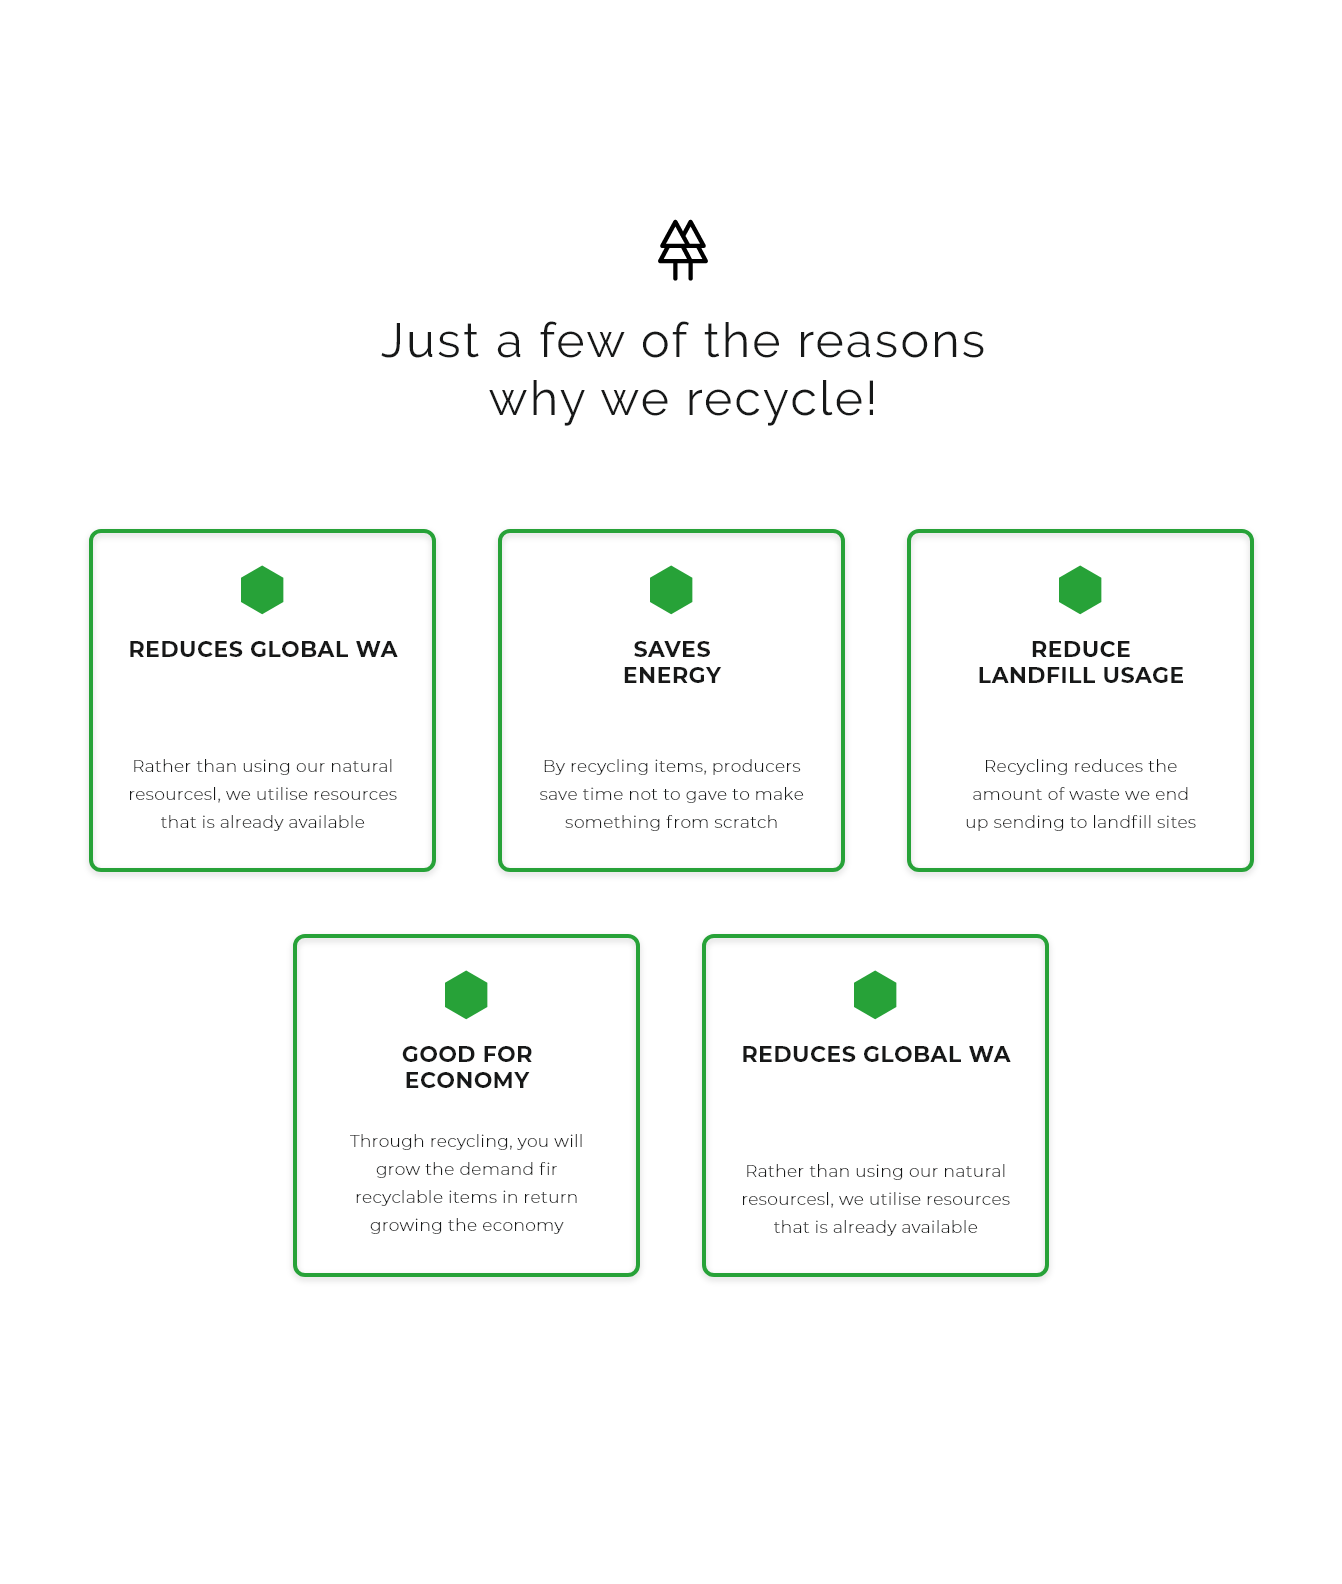 Just a few of the reasons
why we recycle!
REDUCES GLOBAL WA
Rather than using our natural
resourcesl, we utilise resources
that is already available
SAVES
ENERGY
By recycling items, producers
save time not to gave to make
something from scratch
REDUCE
LANDFILL USAGE
Recycling reduces the
amount of waste we end
up sending to landfill sites
GOOD FOR
ECONOMY
Through recycling, you will
grow the demand fir
recyclable items in return
growing the economy
REDUCES GLOBAL WA
Rather than using our natural
resourcesl, we utilise resources
that is already available